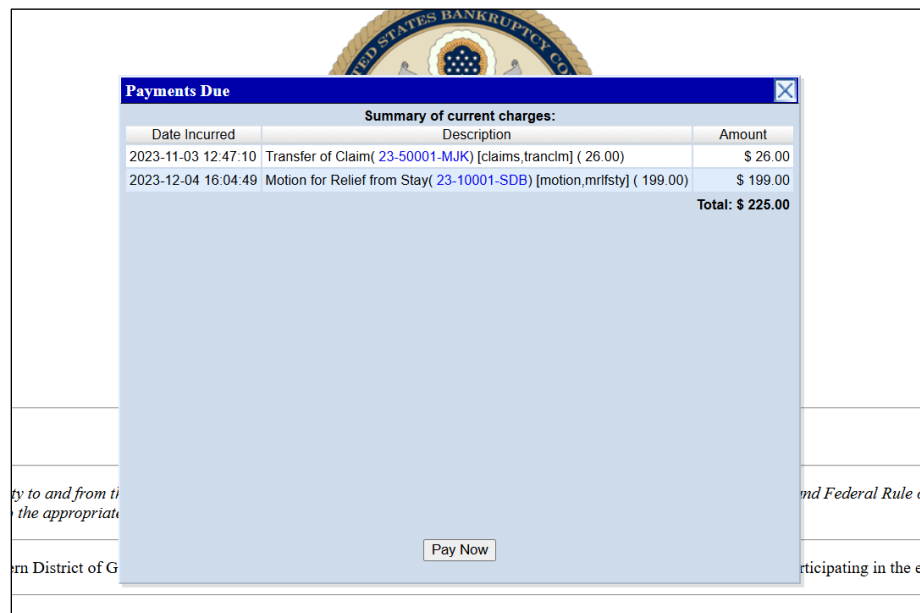 STATES BANKRUPTCY CO
Payments Due
Summary of current charges:
Date Incurred Description Amount
2023-11-03 12:47:10 Transfer of Claim( 23-50001-MJK) [claims,tranclm] ( 26.00) $ 26.00
2023-12-04 16:04:49 Motion for Relief from Stay( 23-10001-SDB) [motion,mrlfsty] ( 199.00) $ 199.00
Total: $ 225.00
ty to and from th nd Federal Rule o
the appropriate
Pay Now
rn District of G rticipating in the e